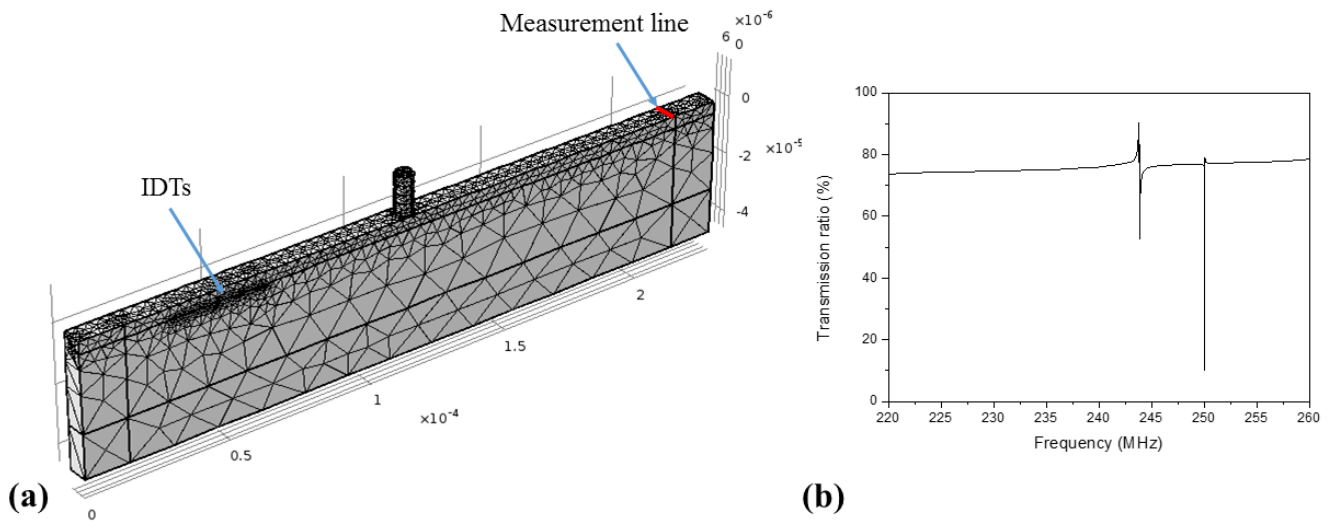 Measurement line
×10⁻⁶
6
0
0
-2
×10⁻⁵
-4
IDTs
2
1.5
1
×10⁻⁴
0.5
0
(a)
100
80
60
40
20
0
220 225 230 235 240 245 250 255 260
Transmission ratio (%)
Frequency (MHz)
(b)